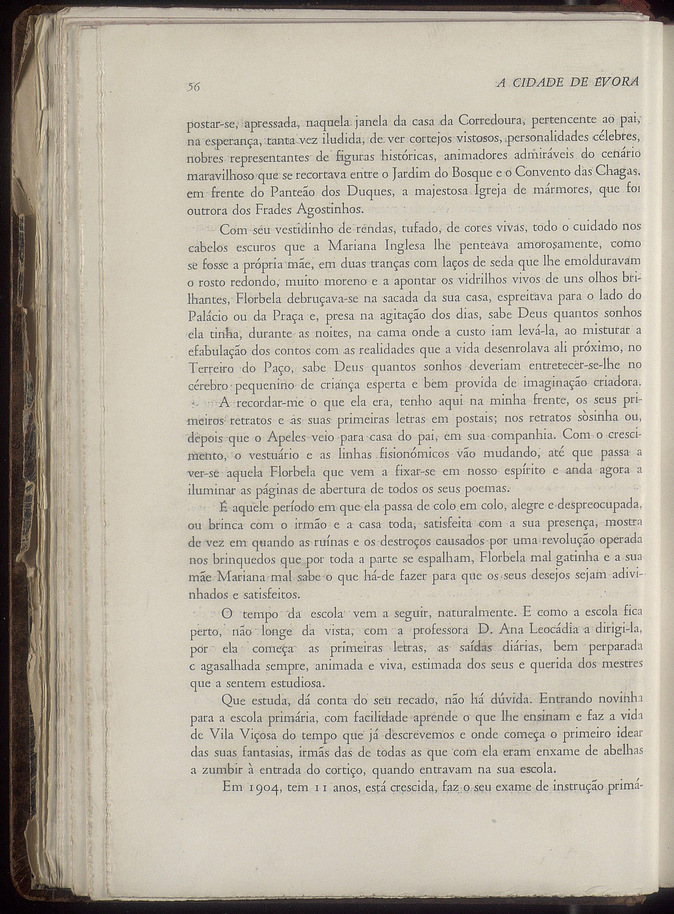 56
A CIDADE DE ÉVORA
postar-se, apressada, naquela janela da casa da Corredoura, pertencente ao pai,
na esperança, tanta vez iludida, de ver cortejos vistosos, personalidades célebres,
nobres representantes de figuras históricas, animadores admiráveis do cenário
maravilhoso que se recortava entre o Jardim do Bosque e o Convento das Chagas,
em frente do Panteão dos Duques, a majestosa Igreja de mármores, que foi
outrora dos Frades Agostinhos.
Com seu vestidinho de rendas, tufado, de cores vivas, todo o cuidado nos
cabelos escuros que a Mariana Inglesa lhe penteava amorosamente, como
se fosse a própria mãe, em duas tranças com laços de seda que lhe emolduravam
o rosto redondo, muito moreno e a apontar os vidrilhos vivos de uns olhos bri-
lhantes, Florbela debruçava-se na sacada da sua casa, espreitava para o lado do
Palácio ou da Praça e, presa na agitação dos dias, sabe Deus quantos sonhos
ela tinha, durante as noites, na cama onde a custo iam levá-la, ao misturar a
efabulação dos contos com as realidades que a vida desenrolava ali próximo, no
Terreiro do Paço, sabe Deus quantos sonhos deveriam entretecer-se-lhe no
cérebro pequenino de criança esperta e bem provida de imaginação criadora.
A recordar-me o que ela era, tenho aqui na minha frente, os seus pri-
meiros retratos e as suas primeiras letras em postais; nos retratos sòsinha ou,
depois que o Apeles veio para casa do pai, em sua companhia. Com o cresci-
mento, o vestuário e as linhas fisionómicas vão mudando, até que passa a
ver-se aquela Florbela que vem a fixar-se em nosso espírito e anda agora a
iluminar as páginas de abertura de todos os seus poemas.
É aquele período em que ela passa de colo em colo, alegre e despreocupada,
ou brinca com o irmão e a casa toda, satisfeita com a sua presença, mostra
de vez em quando as ruínas e os destroços causados por uma revolução operada
nos brinquedos que por toda a parte se espalham, Florbela mal gatinha e a sua
mãe Mariana mal sabe o que há-de fazer para que os seus desejos sejam adivi-
nhados e satisfeitos.
O tempo da escola vem a seguir, naturalmente. E como a escola fica
perto, não longe da vista, com a professora D. Ana Leocádia a dirigi-la,
por ela começa as primeiras letras, as saídas diárias, bem perparada
e agasalhada sempre, animada e viva, estimada dos seus e querida dos mestres
que a sentem estudiosa.
Que estuda, dá conta do seu recado, não há dúvida. Entrando novinha
para a escola primária, com facilidade aprende o que lhe ensinam e faz a vida
de Vila Viçosa do tempo que já descrevemos e onde começa o primeiro idear
das suas fantasias, irmãs das de todas as que com ela eram enxame de abelhas
a zumbir à entrada do cortiço, quando entravam na sua escola.
Em 1904, tem 11 anos, está crescida, faz o seu exame de instrução primá-